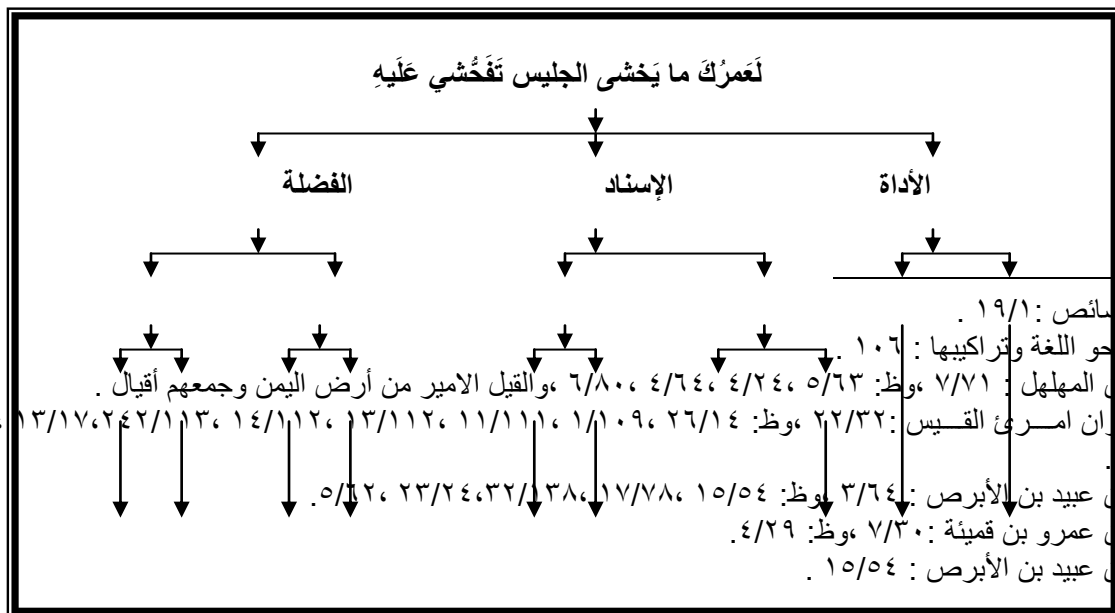 لَعَمرُكَ ما يَخشى الجليس تَفَحُّشي عَلَيهِ
الأداة الإسناد الفضلة
صائص :١٩/١ .
حو اللغة وتراكيبها : ١٠٦ .
المهلهل : ٧/٧١ ،وظ: ٥/٦٣ ،٤/٢٤ ،٤/٦٤ ،٦/٨٠ ،والقيل الامير من أرض اليمن وجمعهم أقيال .
ان امــرئ القــيس :٢٢/٣٢ ،وظ: ٢٦/١٤ ،١/١٠٩ ،١١/١١١ ،١٣/١١٢ ،١٤/١١٢ ،٢٤٢/١١٣،١٣/١٧ ،
.
عبيد بن الأبرص : ٣/٦٤ ،وظ: ١٥/٥٤ ،١٧/٧٨ ،٣٢/١٣٨،٢٣/٢٤ ،٥/٦٢.
عمرو بن قميئة :٧/٣٠ ،وظ: ٤/٢٩.
عبيد بن الأبرص : ١٥/٥٤ .